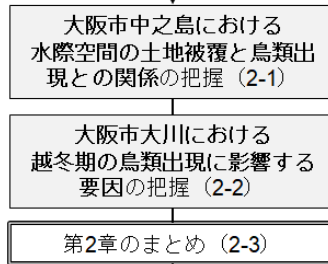 大阪市中之島における
水際空間の土地被覆と鳥類出
現との関係の把握（2-1）
大阪市大川における
越冬期の鳥類出現に影響する
要因の把握（2-2）
第2章のまとめ（2-3）